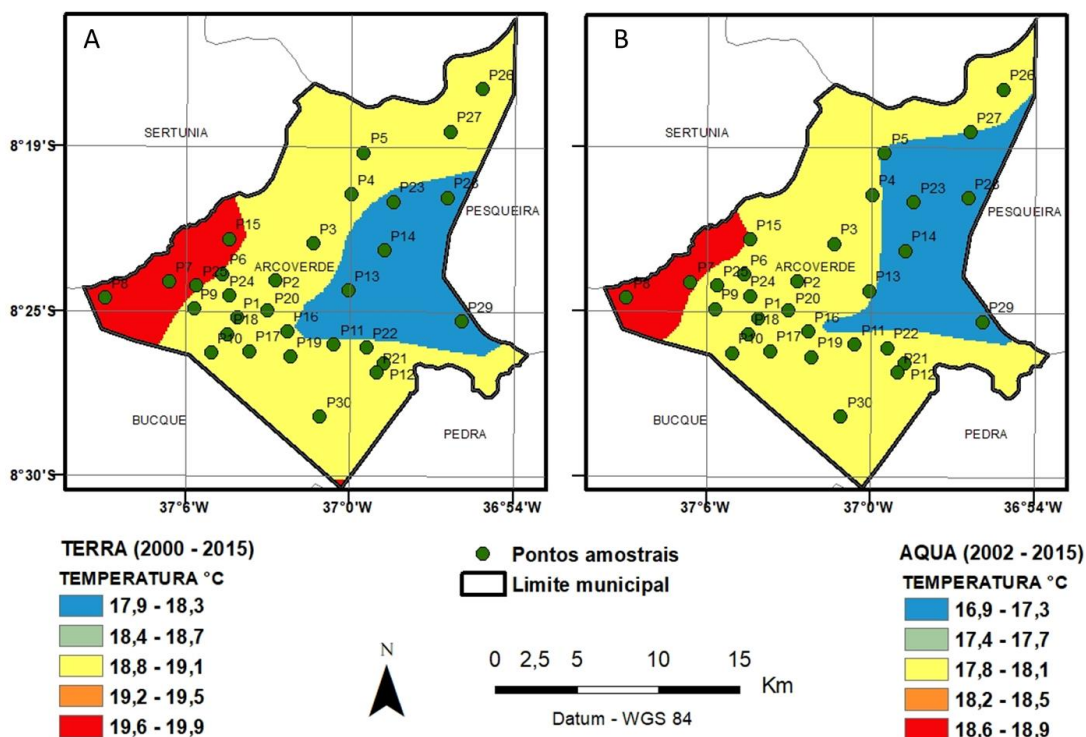 A
B
P26
P27
SERTUNIA
P5
8°19'S
P4
P23
P28
PESQUEIRA
P15
P3
P14
P6
ARCOVERDE
P7
P25
P2
P8
P24
P13
P9
P1
P20
8°25'S
P18
P16
P29
P10
P17
P19
P11
P22
P21
P12
P30
BUCQUE
PEDRA
8°30'S
37°6'W
37°0'W
36°54'W
P26
P27
SERTUNIA
P5
P4
P23
P28
PESQUEIRA
P15
P3
P14
P6
ARCOVERDE
P7
P25
P2
P8
P24
P13
P9
P1
P20
P18
P16
P29
P10
P17
P19
P11
P22
P21
P12
P30
BUCQUE
PEDRA
37°6'W
37°0'W
36°54'W
TERRA (2000 - 2015)
TEMPERATURA °C
17,9 - 18,3
18,4 - 18,7
18,8 - 19,1
19,2 - 19,5
19,6 - 19,9
Pontos amostrais
Limite municipal
N
0 2,5 5 10 15
Km
Datum - WGS 84
AQUA (2002 - 2015)
TEMPERATURA °C
16,9 - 17,3
17,4 - 17,7
17,8 - 18,1
18,2 - 18,5
18,6 - 18,9